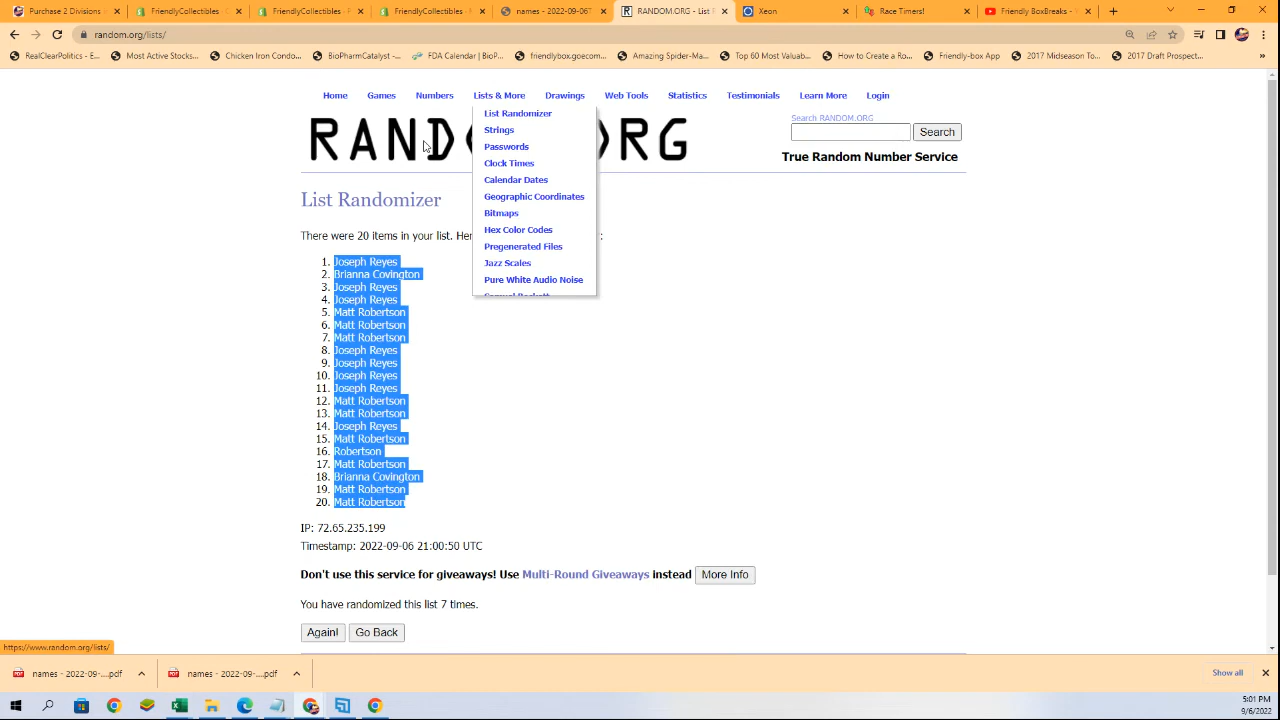 Purchase 2 Divisions
FriendlyCollectibles
FriendlyCollectibles
FriendlyCollectibles
names - 2022-09-06T
RANDOM.ORG - List
Xeon
Race Timers!
Friendly BoxBreaks -
random.org/lists/
RealClearPolitics - E...
Most Active Stocks...
Chicken Iron Condo...
BioPharmCatalyst -...
FDA Calendar | BioP...
friendlybox.goecom...
Amazing Spider-Ma...
Top 60 Most Valuab...
How to Create a Ro...
Friendly-box App
2017 Midseason To...
2017 Draft Prospect...
Home Games Numbers Lists & More Drawings Web Tools Statistics Testimonials Learn More Login
List Randomizer
Strings
Passwords
Clock Times
Calendar Dates
Geographic Coordinates
Bitmaps
Hex Color Codes
Pregenerated Files
Jazz Scales
Pure White Audio Noise
Samuel Beckett
RANDOM.ORG
Search RANDOM.ORG
Search
True Random Number Service
List Randomizer
There were 20 items in your list. Her
1. Joseph Reyes
2. Brianna Covington
3. Joseph Reyes
4. Joseph Reyes
5. Matt Robertson
6. Matt Robertson
7. Matt Robertson
8. Joseph Reyes
9. Joseph Reyes
10. Joseph Reyes
11. Joseph Reyes
12. Matt Robertson
13. Matt Robertson
14. Joseph Reyes
15. Matt Robertson
16. Robertson
17. Matt Robertson
18. Brianna Covington
19. Matt Robertson
20. Matt Robertson
IP: 72.65.235.199
Timestamp: 2022-09-06 21:00:50 UTC
Don't use this service for giveaways! Use Multi-Round Giveaways instead More Info
You have randomized this list 7 times.
Again! Go Back
https://www.random.org/lists/
names - 2022-09-....pdf
names - 2022-09-....pdf
Show all
5:01 PM
9/6/2022